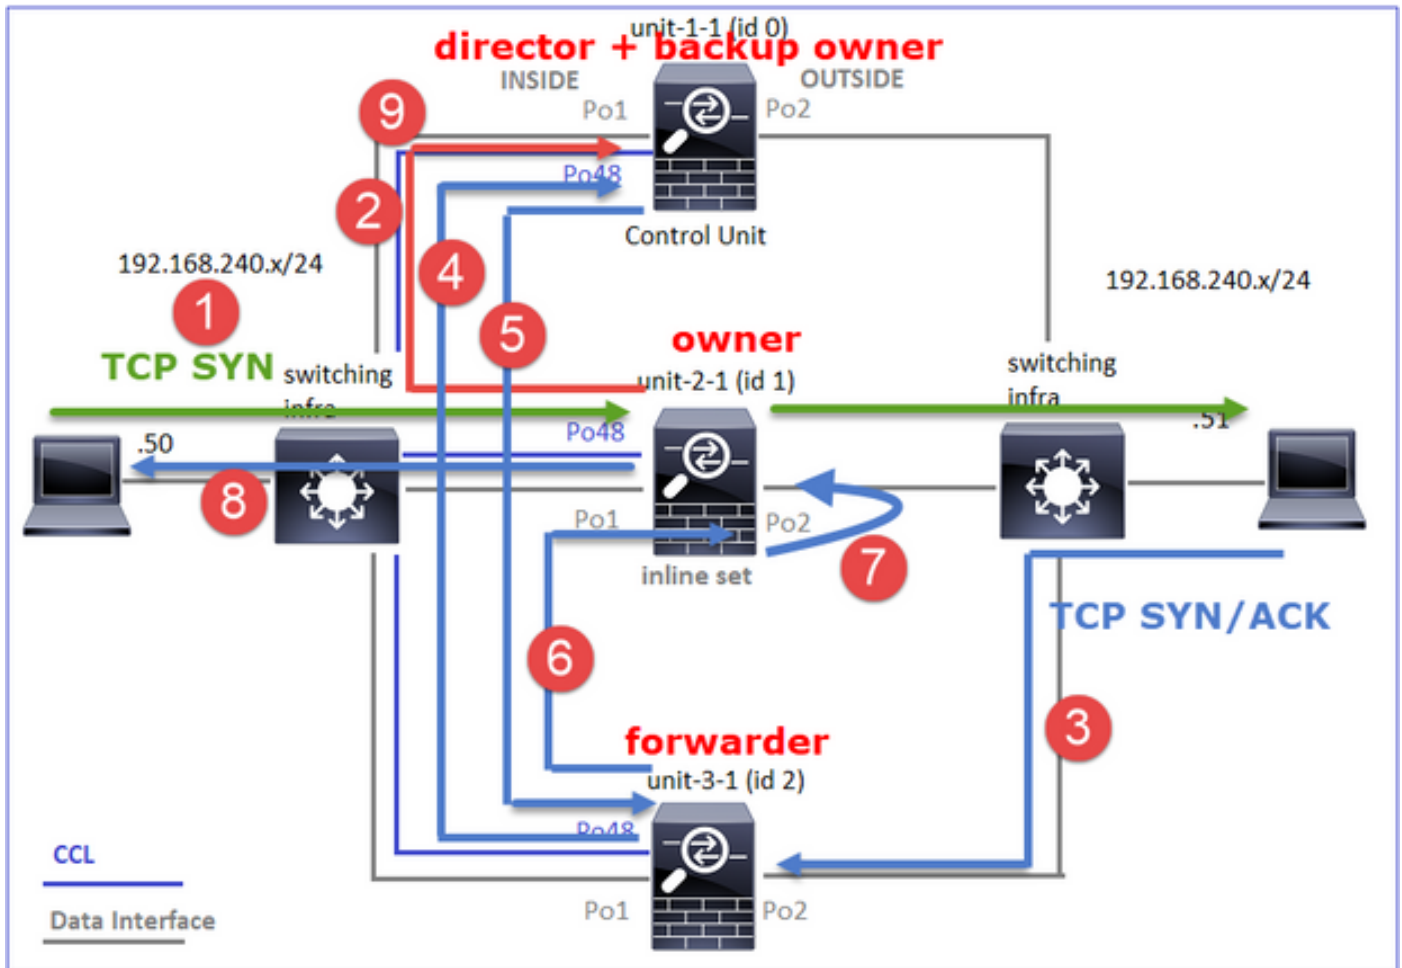 unit-1-1 (id 0)
director + backup owner
INSIDE
OUTSIDE
9
Po1
Po2
Po48
2
Control Unit
192.168.240.x/24
4
192.168.240.x/24
1
5
owner
TCP SYN
switching
infra
unit-2-1 (id 1)
switching
infra
.50
Po48
.51
8
Po1
Po2
7
inline set
TCP SYN/ACK
6
3
forwarder
unit-3-1 (id 2)
Po48
CCL
Data Interface
Po1
Po2